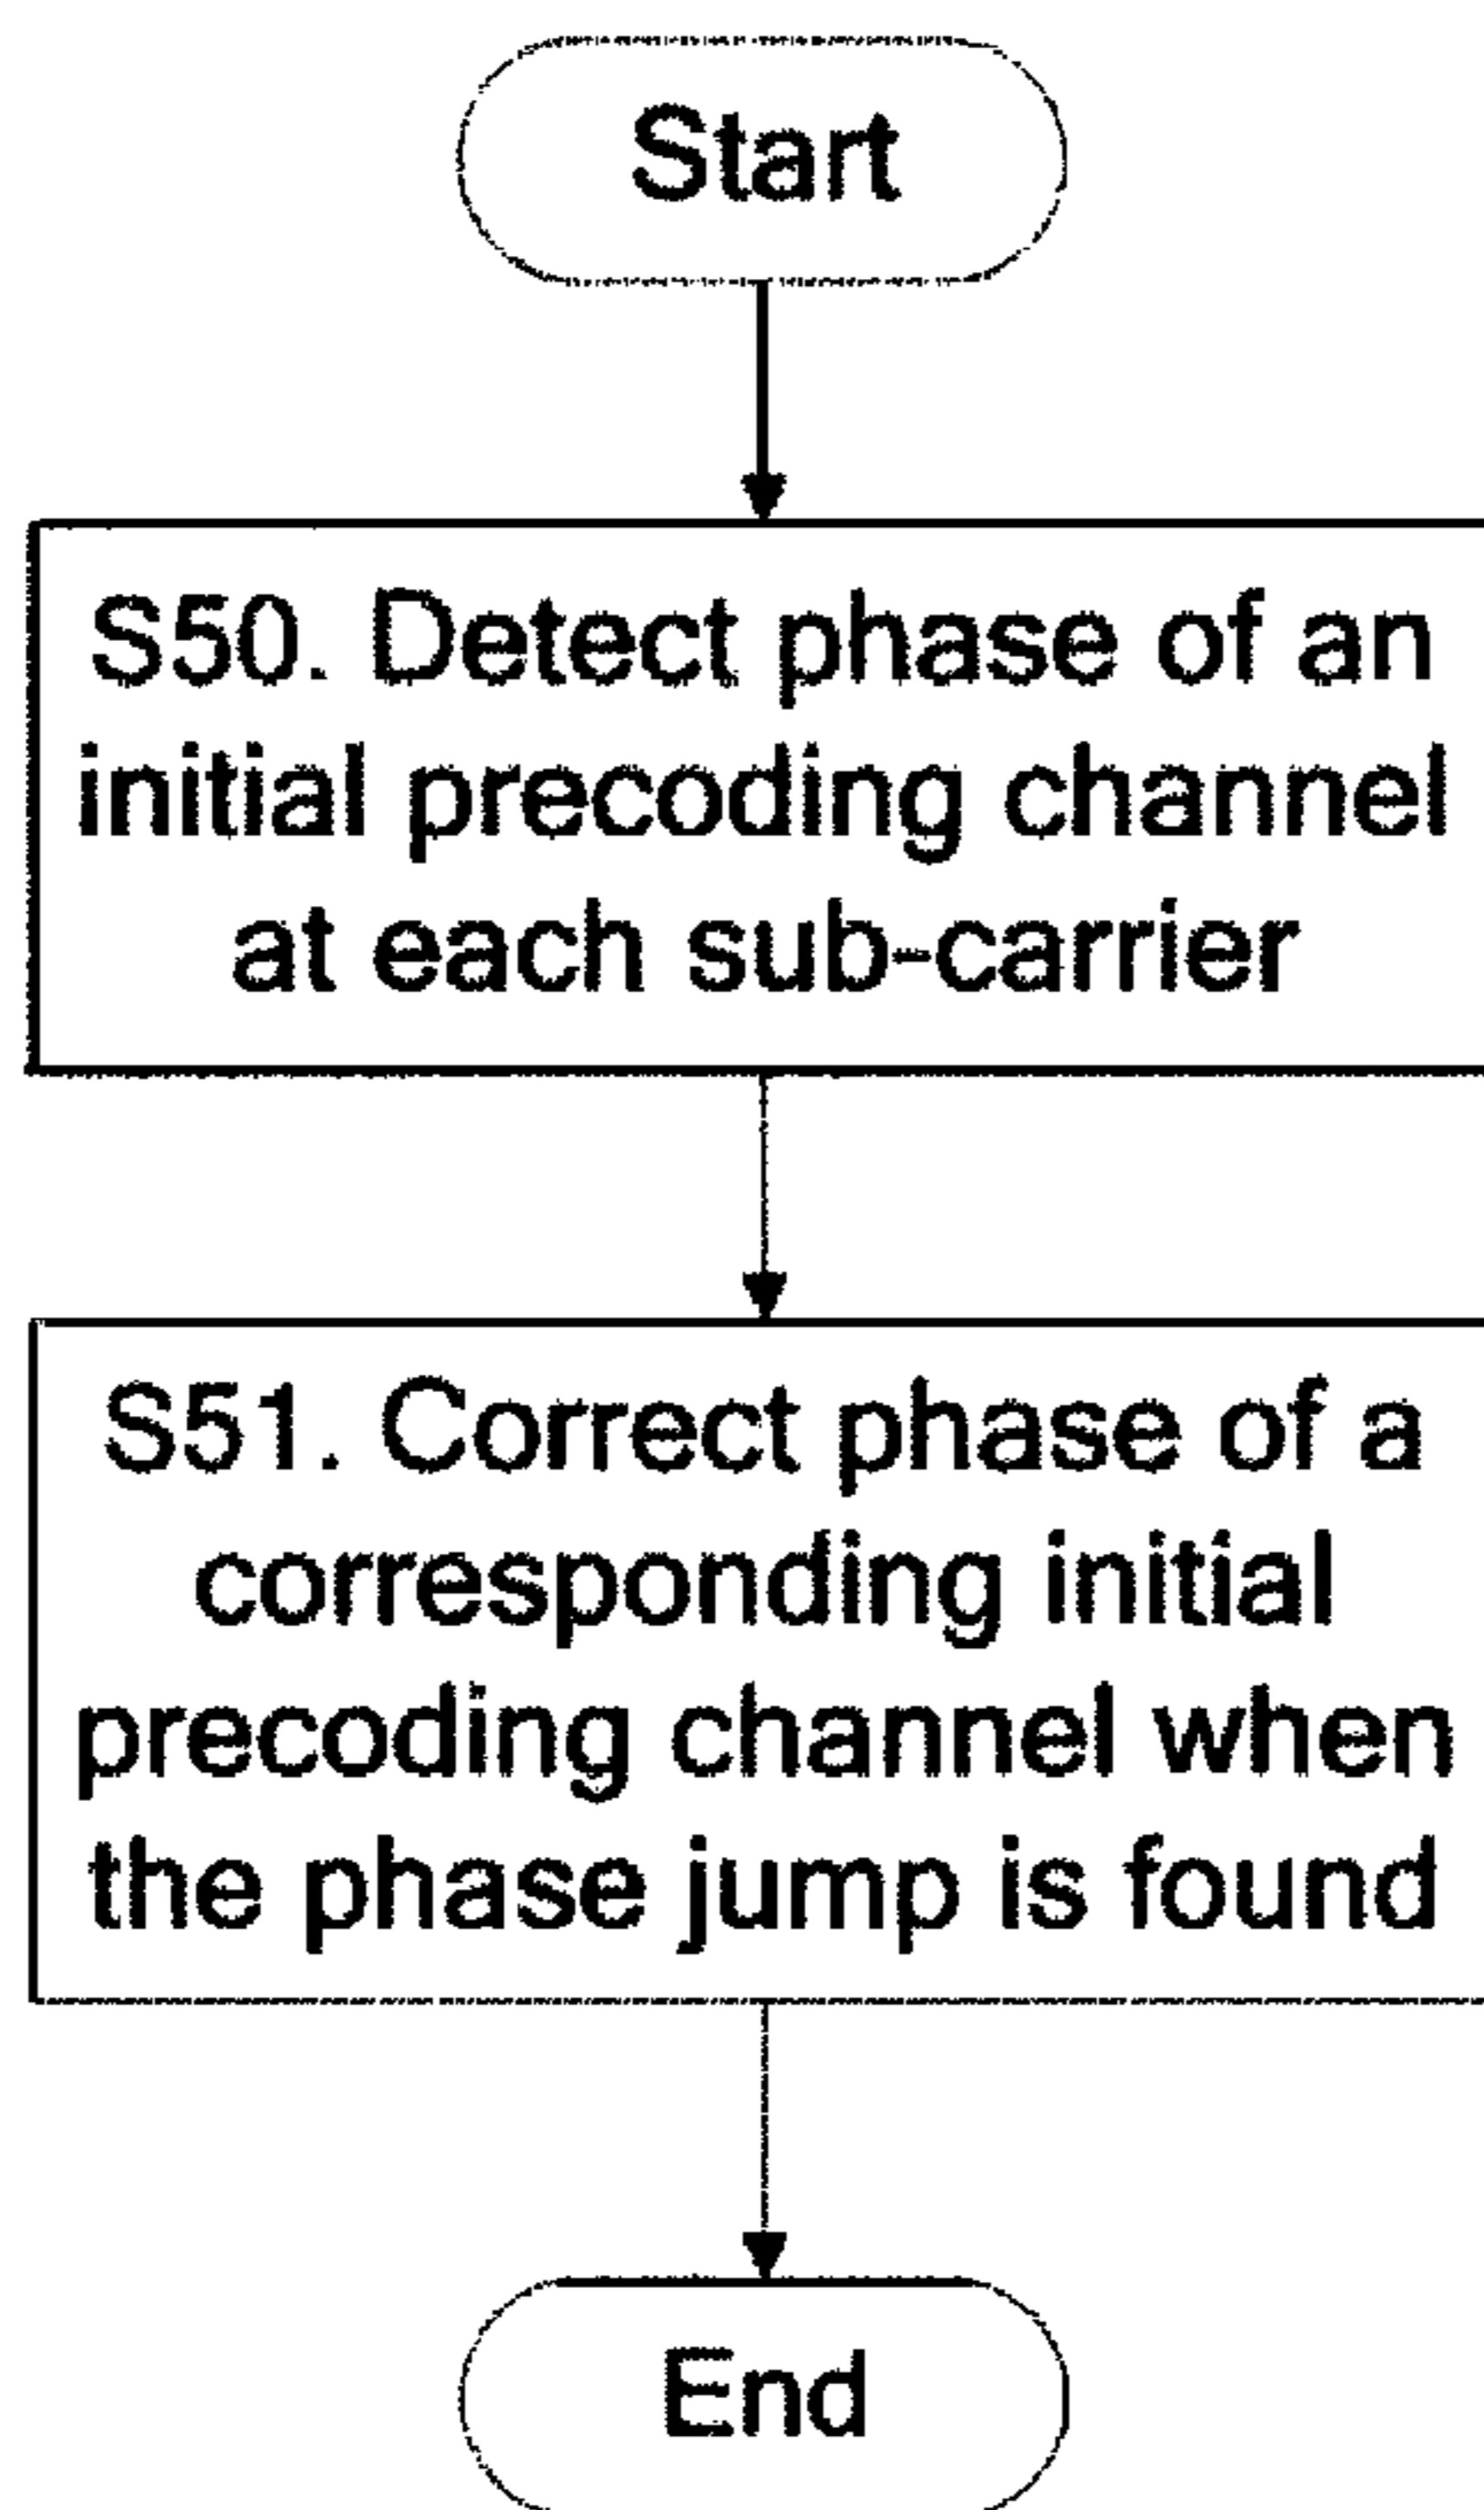 Start
S50. Detect phase of an
initial precoding channel
at each sub-carrier
S51. Correct phase of a
corresponding initial
precoding channel when
the phase jump is found
End